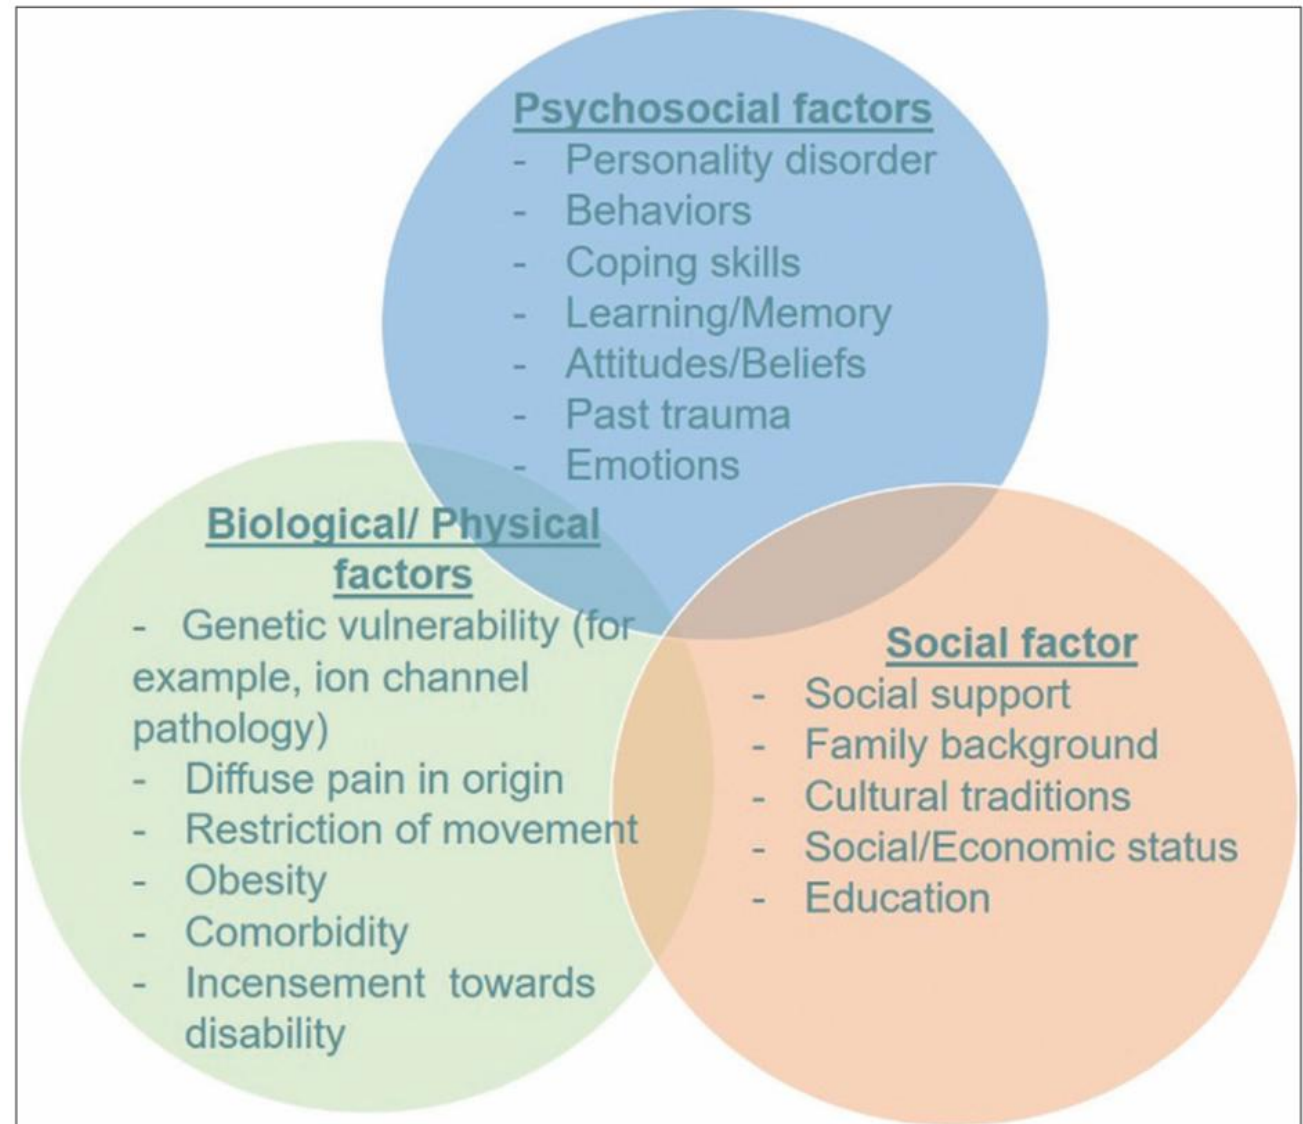 Psychosocial factors
- Personality disorder
- Behaviors
- Coping skills
- Learning/Memory
- Attitudes/Beliefs
- Past trauma
- Emotions
Biological/ Physical
factors
- Genetic vulnerability (for
example, ion channel
pathology)
- Diffuse pain in origin
- Restriction of movement
- Obesity
- Comorbidity
- Incensement towards
disability
Social factor
- Social support
- Family background
- Cultural traditions
- Social/Economic status
- Education